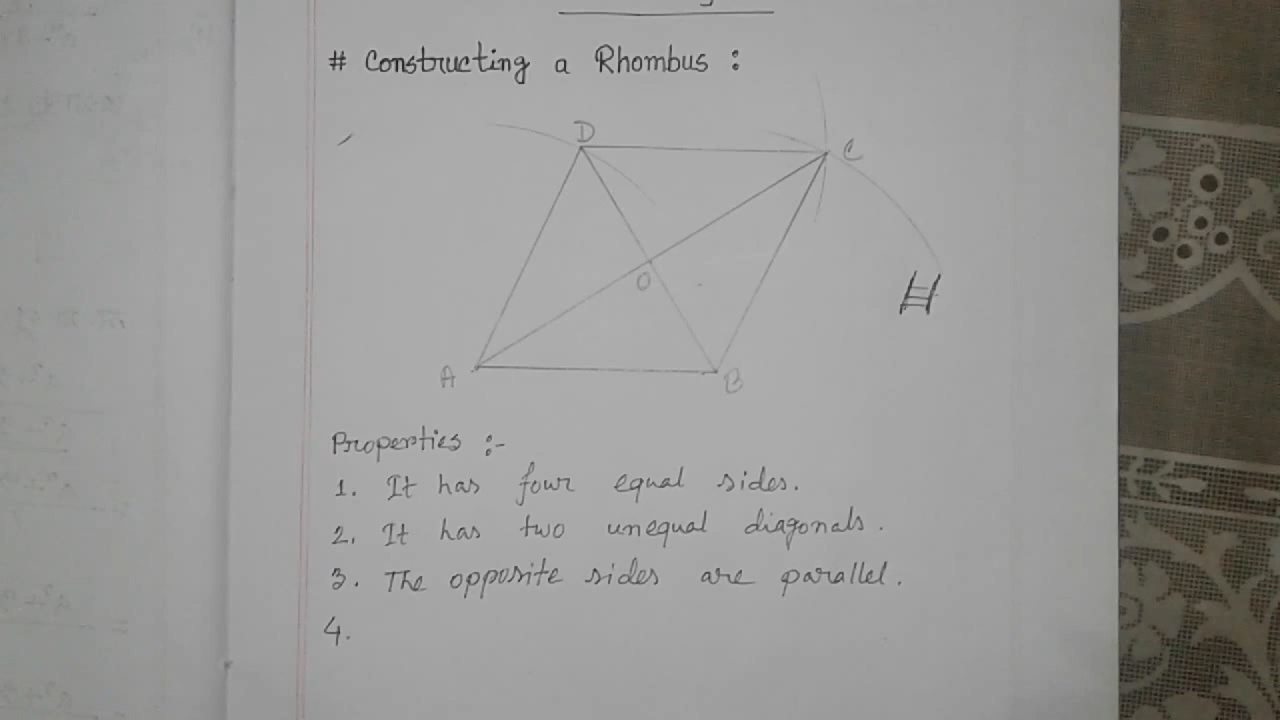 # Constructing a Rhombus :
D
C
O
A
B
Properties :-
1. It has four equal sides.
2. It has two unequal diagonals.
3. The opposite sides are parallel.
4.